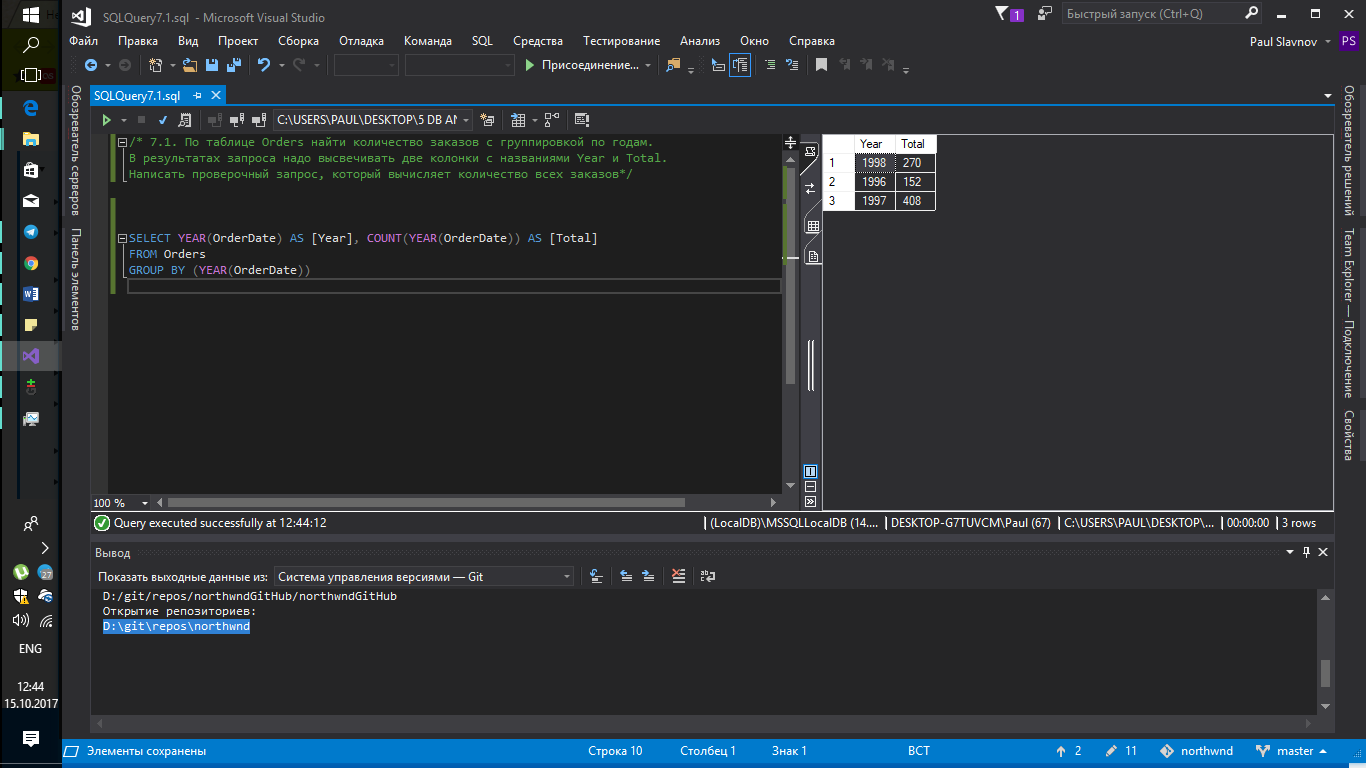 SQLQuery7.1.sql - Microsoft Visual Studio
1
Быстрый запуск (Ctrl+Q)
Файл Правка Вид Проект Сборка Отладка Команда SQL Средства Тестирование Анализ Окно Справка
Paul Slavnov PS
Присоединение...
Обозреватель серверов
Панель элементов
SQLQuery7.1.sql
C:\USERS\PAUL\DESKTOP\5 DB AN
/* 7.1. По таблице Orders найти количество заказов с группировкой по годам.
В результатах запроса надо высвечивать две колонки с названиями Year и Total.
Написать проверочный запрос, который вычисляет количество всех заказов*/
SELECT YEAR(OrderDate) AS [Year], COUNT(YEAR(OrderDate)) AS [Total]
FROM Orders
GROUP BY (YEAR(OrderDate))
100 %
Year Total
1 1998 270
2 1996 152
3 1997 408
Обозреватель решений
Team Explorer — Подключение
Свойства
Query executed successfully at 12:44:12
(LocalDB)\MSSQLLocalDB (14.... DESKTOP-G7TUVCM\Paul (67) C:\USERS\PAUL\DESKTOP\... 00:00:00 3 rows
Вывод
Показать выходные данные из: Система управления версиями — Git
D:/git/repos/northwndGitHub/northwndGitHub
Открытие репозиториев:
D:\git\repos\northwnd
27
ENG
12:44
15.10.2017
Элементы сохранены Строка 10 Столбец 1 Знак 1 ВСТ 2 11 northwnd master